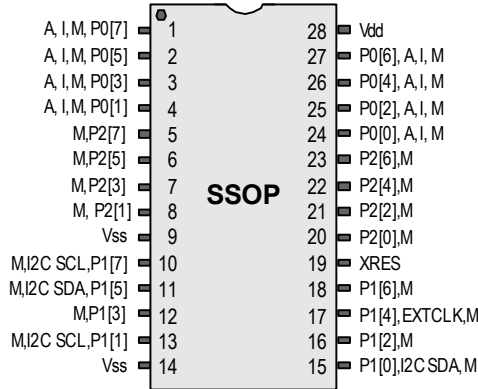 A, I, M, P0[7] 1 28 Vdd
A, I, M, P0[5] 2 27 P0[6], A, I, M
A, I, M, P0[3] 3 26 P0[4], A, I, M
A, I, M, P0[1] 4 25 P0[2], A, I, M
M,P2[7] 5 24 P0[0], A, I, M
M,P2[5] 6 23 P2[6],M
M,P2[3] 7 SSOP 22 P2[4],M
M, P2[1] 8 21 P2[2],M
Vss 9 20 P2[0],M
M,I2C SCL,P1[7] 10 19 XRES
M,I2C SDA,P1[5] 11 18 P1[6],M
M,P1[3] 12 17 P1[4],EXTCLK,M
M,I2C SCL,P1[1] 13 16 P1[2],M
Vss 14 15 P1[0],I2C SDA, M